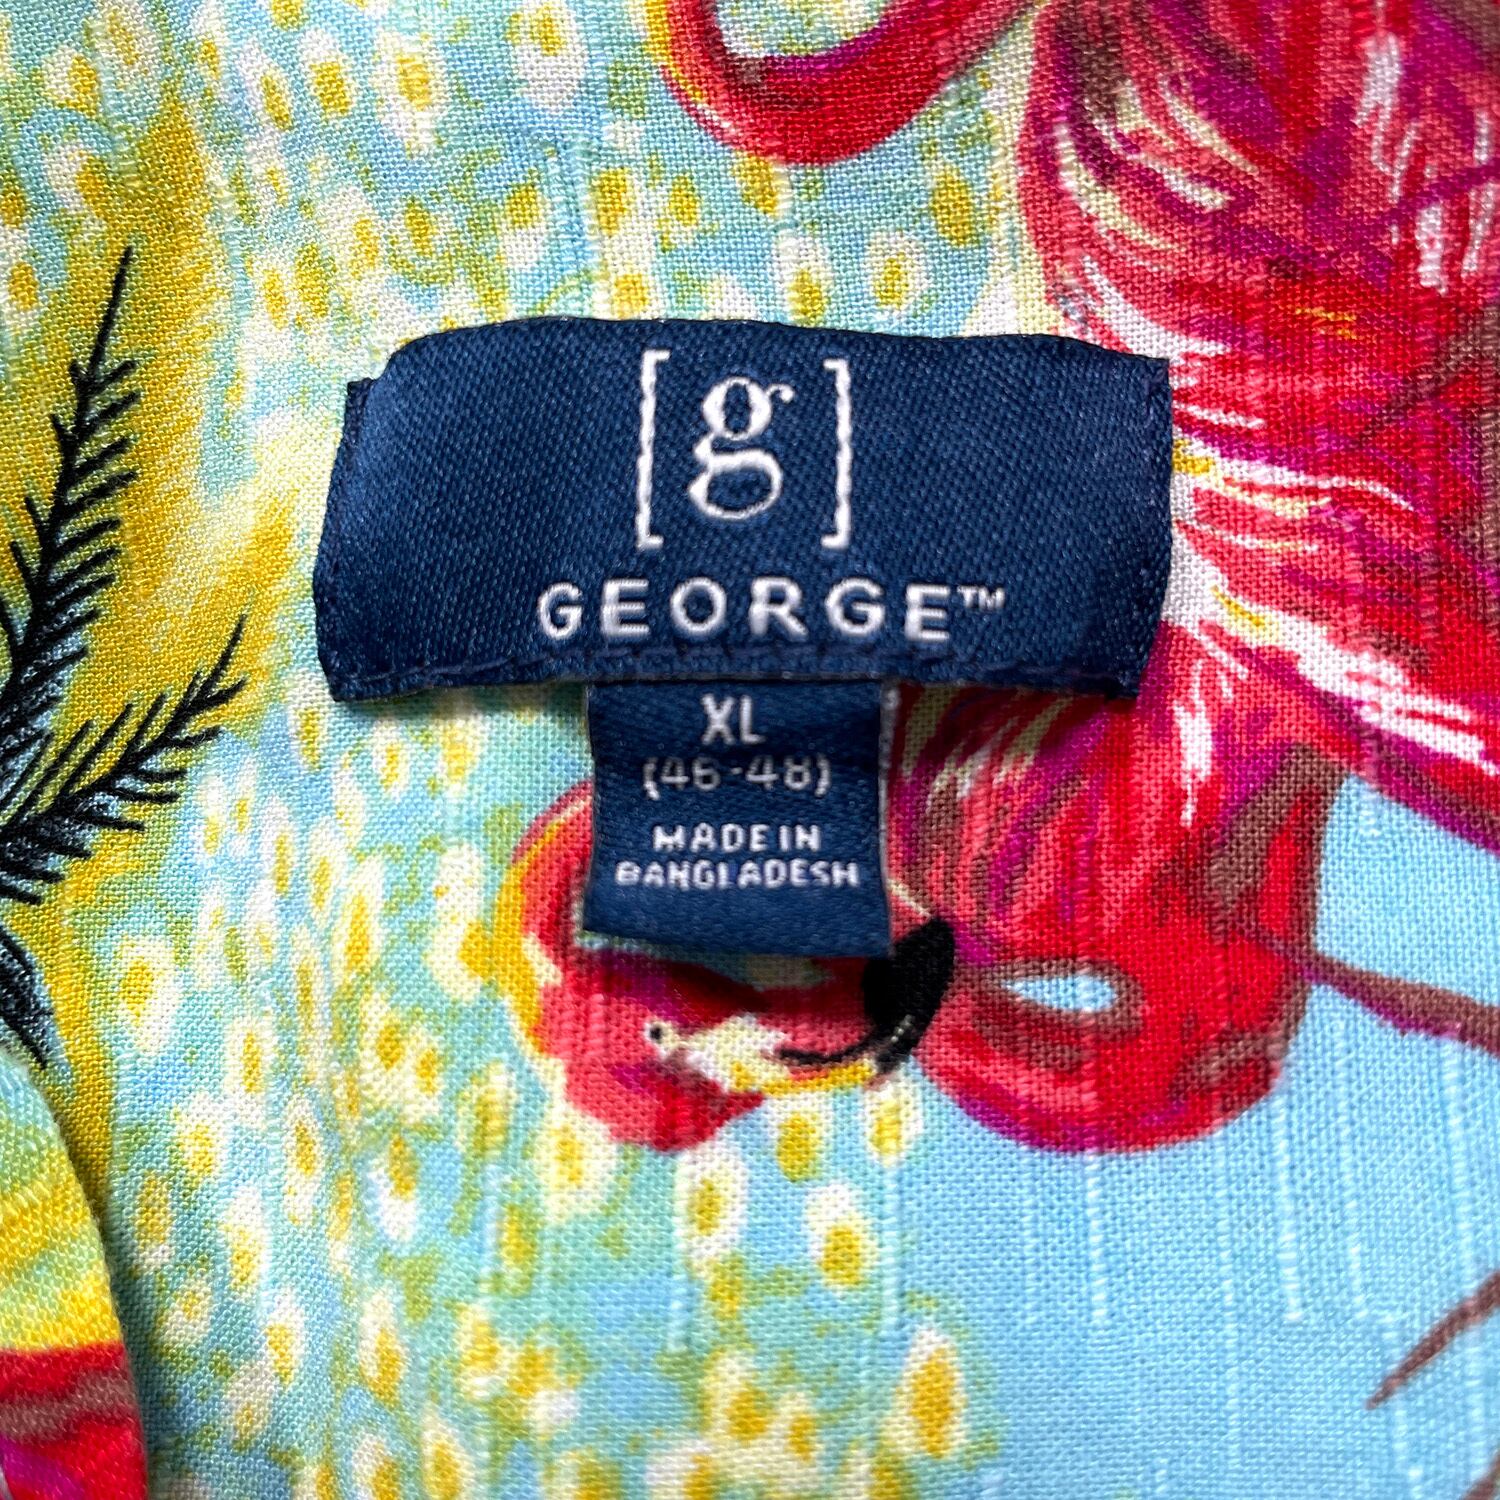 [g]
GEORGE™
XL
(46-48)
MADE IN
BANGLADESH